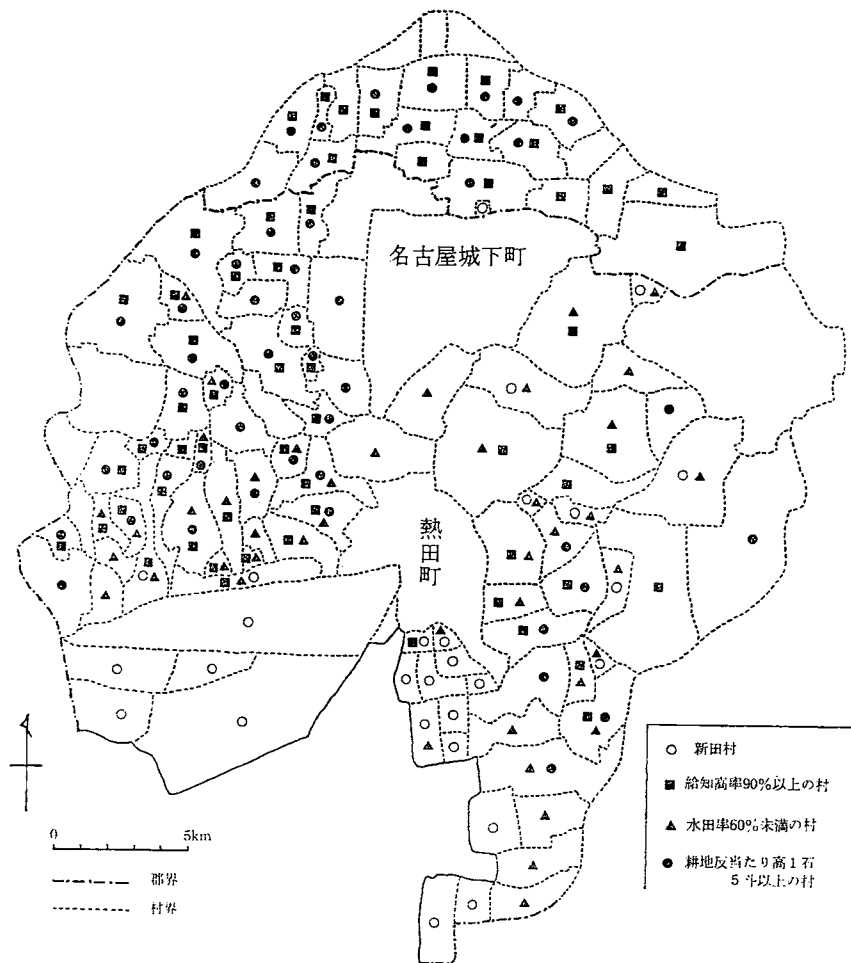 名古屋城下町
熱田町
0 5km
郡界
村界
新田村
給知高率90%以上の村
水田率60%未満の村
耕地反当たり高1石
5斗以上の村